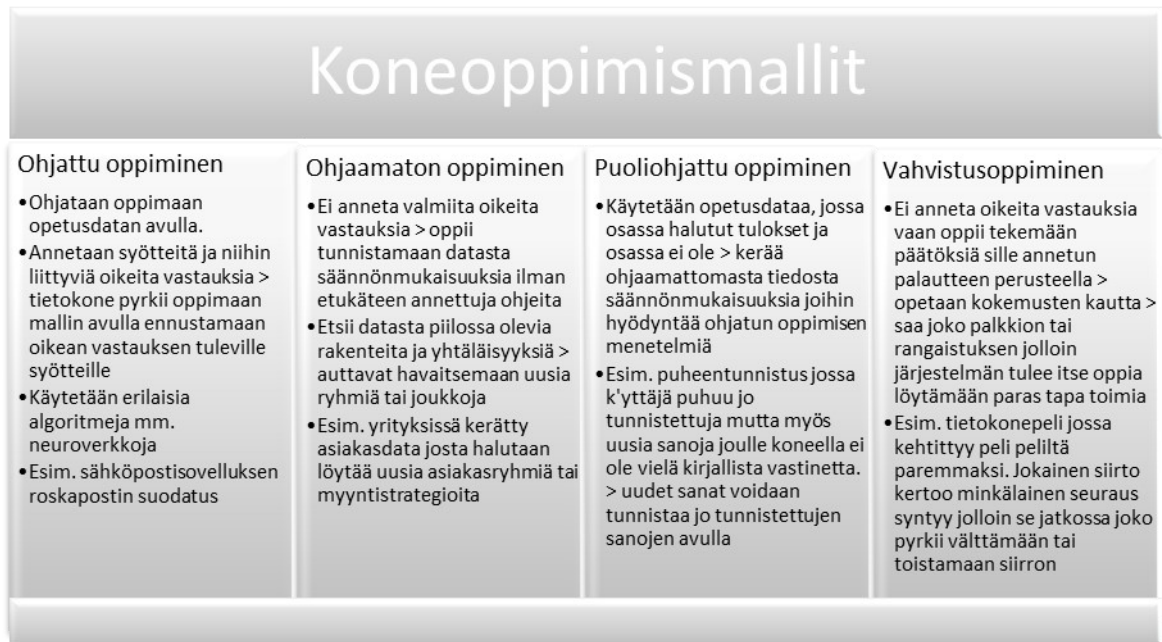 Koneoppimismallit
Ohjattu oppiminen
•Ohjataan oppimaan
opetusdatan avulla.
•Annetaan syötteitä ja niihin
liittyviä oikeita vastauksia >
tietokone pyrkii oppimaan
mallin avulla ennustamaan
oikean vastauksen tuleville
syötteille
•Käytetään erilaisia
algoritmeja mm.
neuroverkkoja
•Esim. sähköpostisovelluksen
roskapostin suodatus
Ohjaamaton oppiminen
•Ei anneta valmiita oikeita
vastauksia > oppii
tunnistamaan datasta
säännönmukaisuuksia ilman
etukäteen annettuja ohjeita
•Etsii datasta piilossa olevia
rakenteita ja yhtäläisyyksiä >
auttavat havaitsemaan uusia
ryhmiä tai joukkoja
•Esim. yrityksissä kerätty
asiakasdata josta halutaan
löytää uusia asiakasryhmiä tai
myyntistrategioita
Puoliohjattu oppiminen
•Käytetään opetusdataa, jossa
osassa halutut tulokset ja
osassa ei ole > kerää
ohjaamattomasta tiedosta
säännönmukaisuuksia joihin
hyödyntää ohjatun oppimisen
menetelmiä
•Esim. puheentunnistus jossa
k'yttäjä puhuu jo
tunnistettuja mutta myös
uusia sanoja joulle koneella ei
ole vielä kirjallista vastinetta.
> uudet sanat voidaan
tunnistaa jo tunnistettujen
sanojen avulla
Vahvistusoppiminen
•Ei anneta oikeita vastauksia
vaan oppii tekemään
päätöksiä sille annetun
palautteen perusteella >
opetaan kokemusten kautta >
saa joko palkkion tai
rangaistuksen jolloin
järjestelmän tulee itse oppia
löytämään paras tapa toimia
•Esim. tietokonepeli jossa
kehtittyy peli peliltä
paremmaksi. Jokainen siirto
kertoo minkälainen seuraus
syntyy jolloin se jatkossa joko
pyrkii välttämään tai
toistamaan siirron